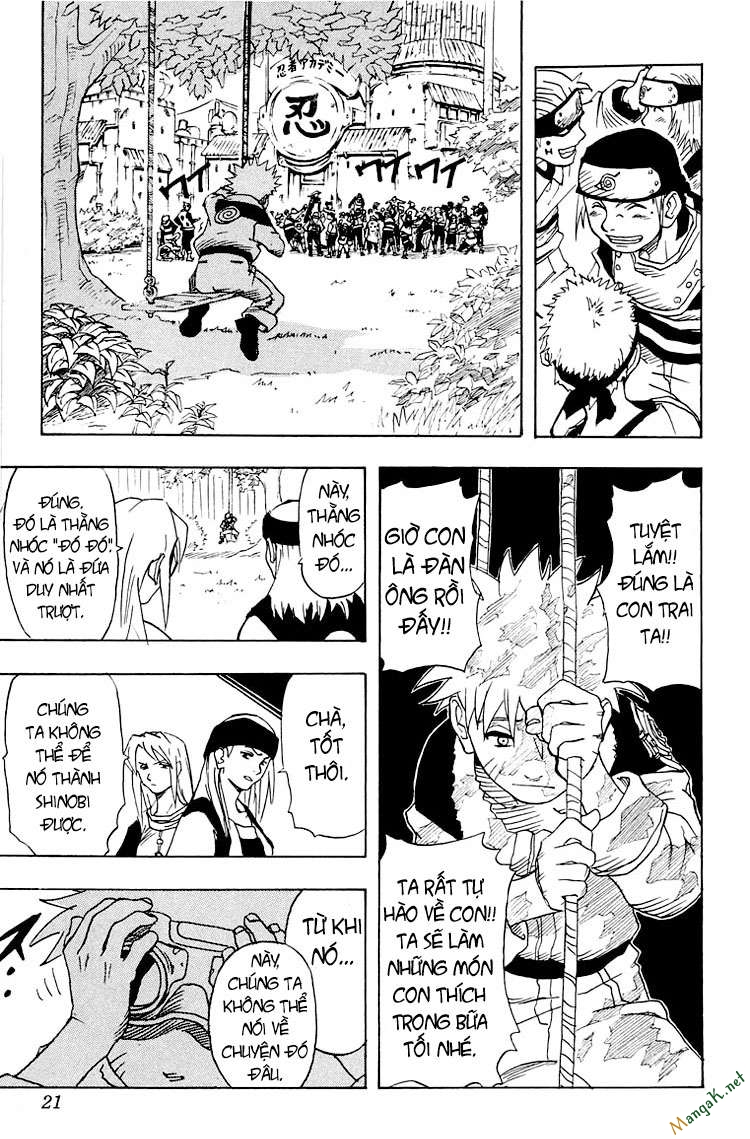 忍者アカデミー
忍
ワイ
ワイ
TUYỆT
LẮM!!
ĐÚNG LÀ
CON TRAI
TA!!
GIỜ CON
LÀ ĐÀN
ÔNG RỒI
ĐẤY!!
TA RẤT TỰ
HÀO VỀ CON!!
TA SẼ LÀM
NHỮNG MÓN
CON THÍCH
TRONG BỮA
TỐI NHÉ.
NÀY,
THẰNG
NHÓC
ĐÓ...
ĐÚNG.
ĐÓ LÀ THẰNG
NHÓC "ĐÓ ĐÓ".
VÀ NÓ LÀ ĐỨA
DUY NHẤT
TRƯỢT.
CHÀ,
TỐT
THÔI.
CHÚNG
TA KHÔNG
THỂ ĐỂ
NÓ THÀNH
SHINOBI
ĐƯỢC.
TỪ KHI
NÓ...
NÀY,
CHÚNG TA
KHÔNG THỂ
NÓI VỀ
CHUYỆN ĐÓ
ĐÂU.
21
MangaK.net